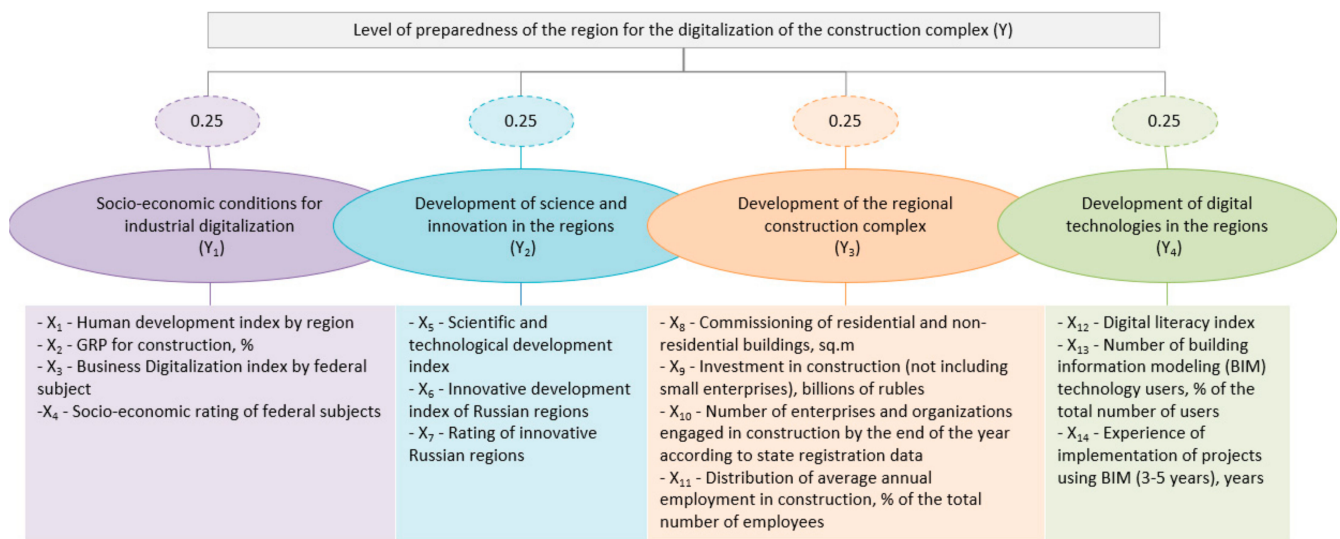 Level of preparedness of the region for the digitalization of the construction complex (Y)
0.25
0.25
0.25
0.25
Socio-economic conditions for
industrial digitalization
(Y₁)
Development of science and
innovation in the regions
(Y₂)
Development of the regional
construction complex
(Y₃)
Development of digital
technologies in the regions
(Y₄)
- X₁ - Human development index by region
- X₂ - GRP for construction, %
- X₃ - Business Digitalization index by federal
subject
-X₄ - Socio-economic rating of federal subjects
- X₅ - Scientific and
technological development
index
- X₆ - Innovative development
index of Russian regions
- X₇ - Rating of innovative
Russian regions
- X₈ - Commissioning of residential and non-
residential buildings, sq.m
- X₉ - Investment in construction (not including
small enterprises), billions of rubles
- X₁₀ - Number of enterprises and organizations
engaged in construction by the end of the year
according to state registration data
- X₁₁ - Distribution of average annual
employment in construction, % of the total
number of employees
- X₁₂ - Digital literacy index
- X₁₃ - Number of building
information modeling (BIM)
technology users, % of the
total number of users
- X₁₄ - Experience of
implementation of projects
using BIM (3-5 years), years